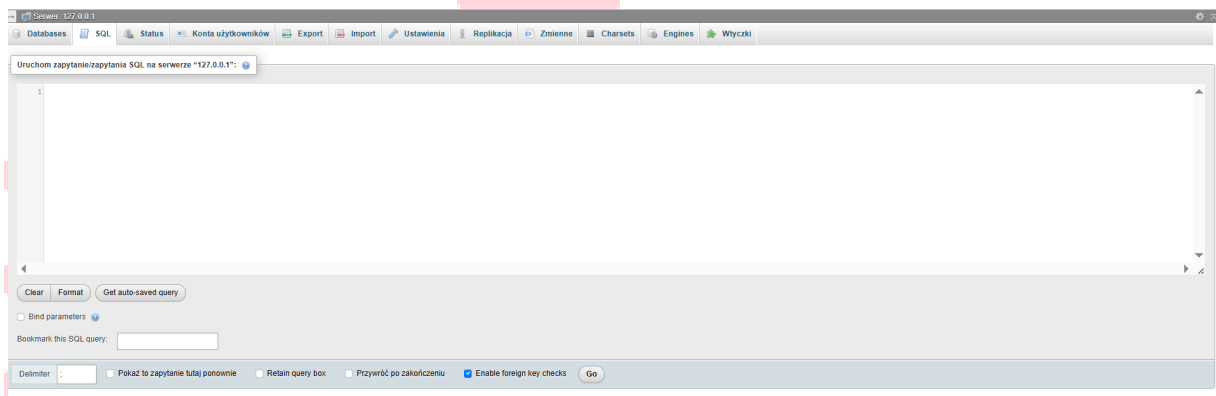 Serwer: 127.0.0.1
Databases SQL Status Konta użytkowników Export Import Ustawienia Replikacja Zmienne Charsets Engines Wtyczki
Uruchom zapytanie/zapytania SQL na serwerze “127.0.0.1”:
1
Clear Format Get auto-saved query
Bind parameters
Bookmark this SQL query:
Delimiter ; Pokaż to zapytanie tutaj ponownie Retain query box Przywróć po zakończeniu Enable foreign key checks Go